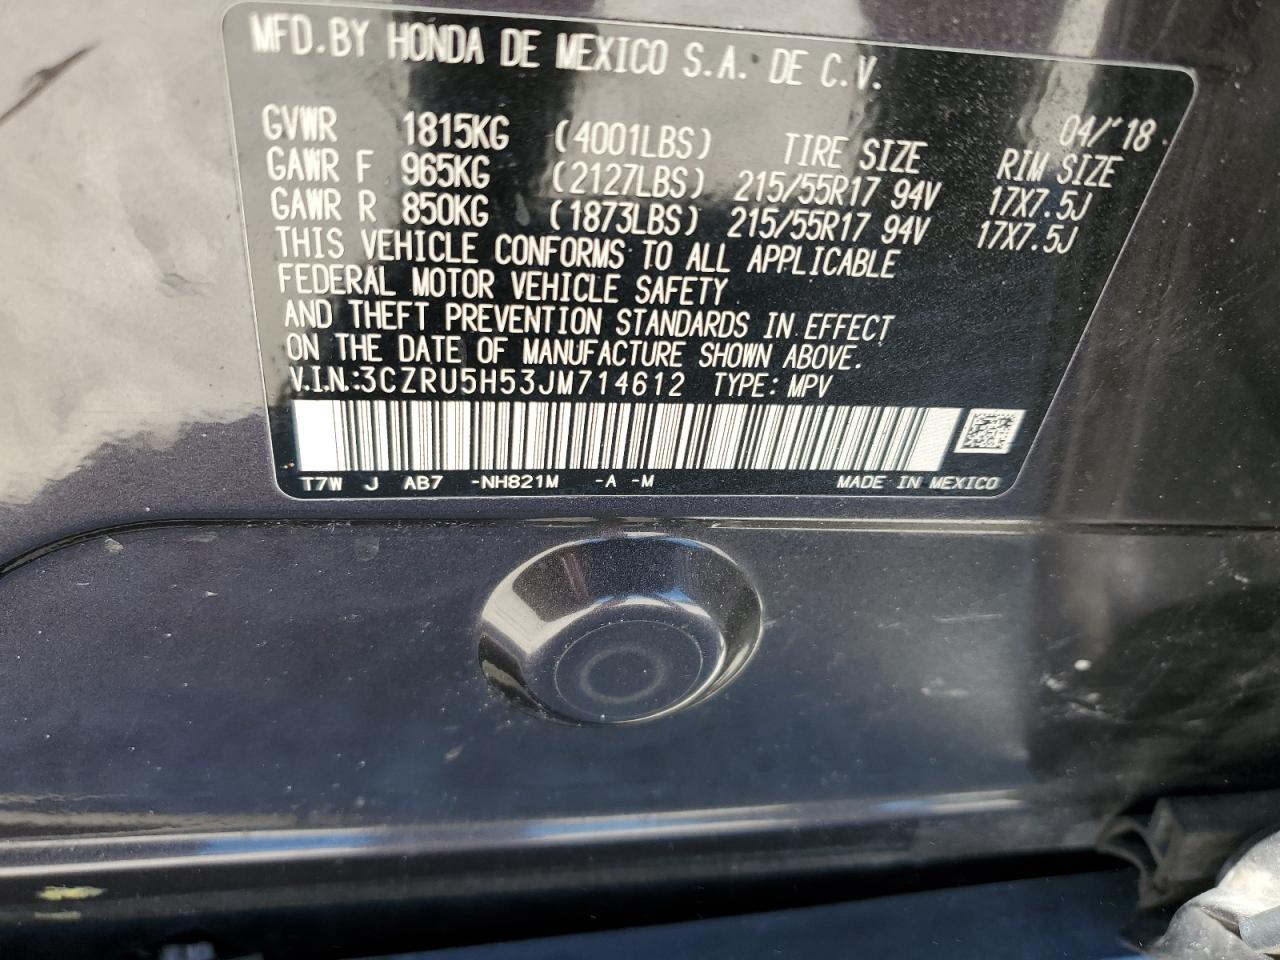 MFD.BY HONDA DE MEXICO S.A. DE C.V.
04/'18
GVWR 1815KG (4001LBS) TIRE SIZE RIM SIZE
GAWR F 965KG (2127LBS) 215/55R17 94V 17X7.5J
GAWR R 850KG (1873LBS) 215/55R17 94V 17X7.5J
THIS VEHICLE CONFORMS TO ALL APPLICABLE
FEDERAL MOTOR VEHICLE SAFETY
AND THEFT PREVENTION STANDARDS IN EFFECT
ON THE DATE OF MANUFACTURE SHOWN ABOVE.
V.I.N.:3CZRU5H53JM714612 TYPE: MPV
T7W J AB7 -NH821M -A -M MADE IN MEXICO